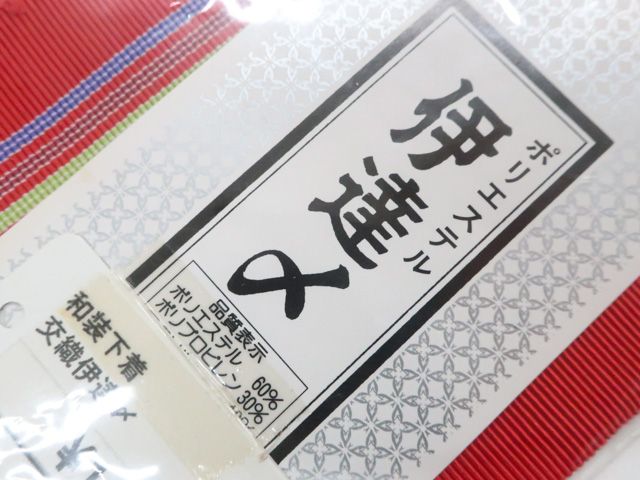 ポリエステル
伊達〆
品質表示
ポリエステル 60%
ポリプロピレン 30%
和装下着
交織伊達〆